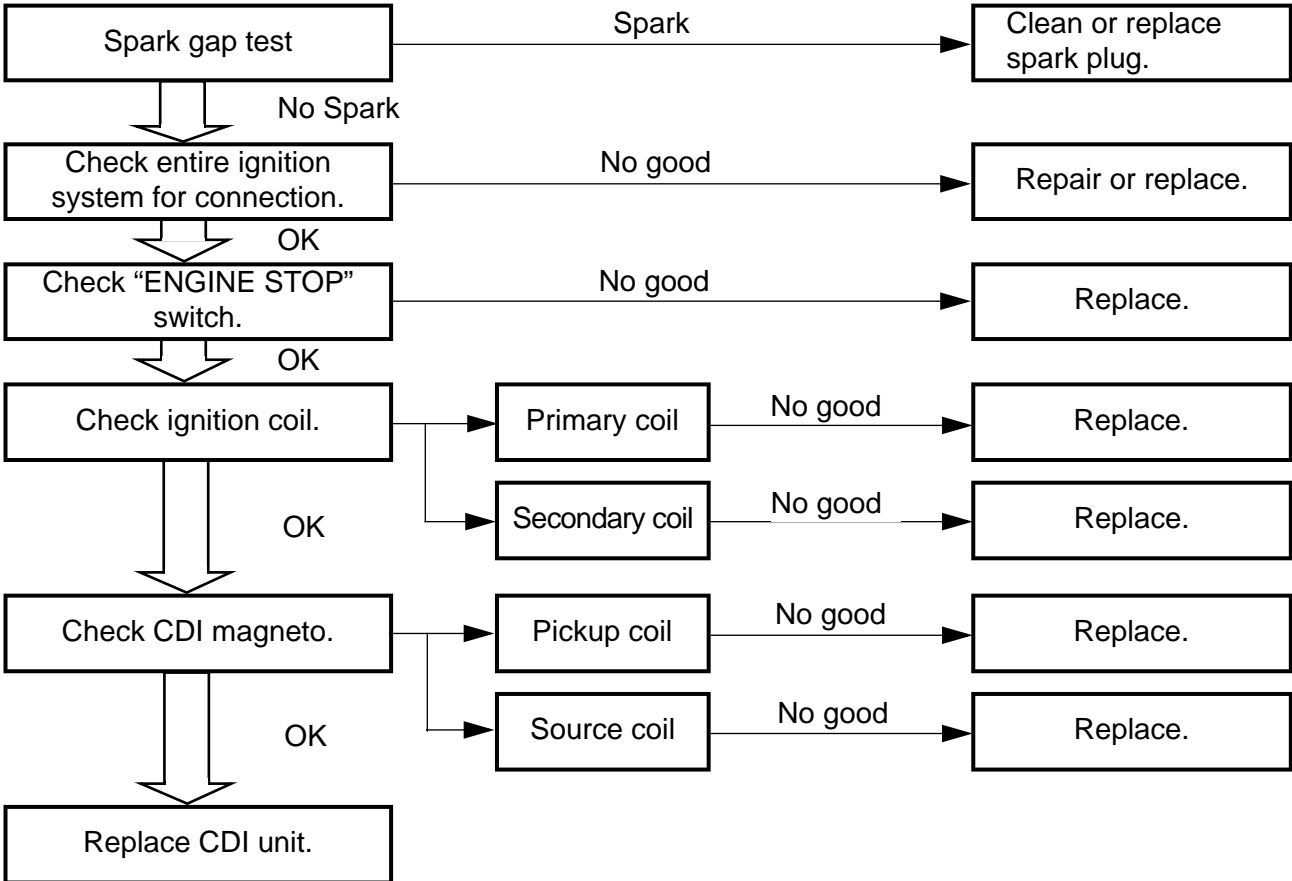 Spark gap test
Spark
Clean or replace
spark plug.
No Spark
Check entire ignition
system for connection.
No good
Repair or replace.
OK
Check “ENGINE STOP”
switch.
No good
Replace.
OK
Check ignition coil.
Primary coil
No good
Replace.
Secondary coil
No good
Replace.
OK
Check CDI magneto.
Pickup coil
No good
Replace.
Source coil
No good
Replace.
OK
Replace CDI unit.